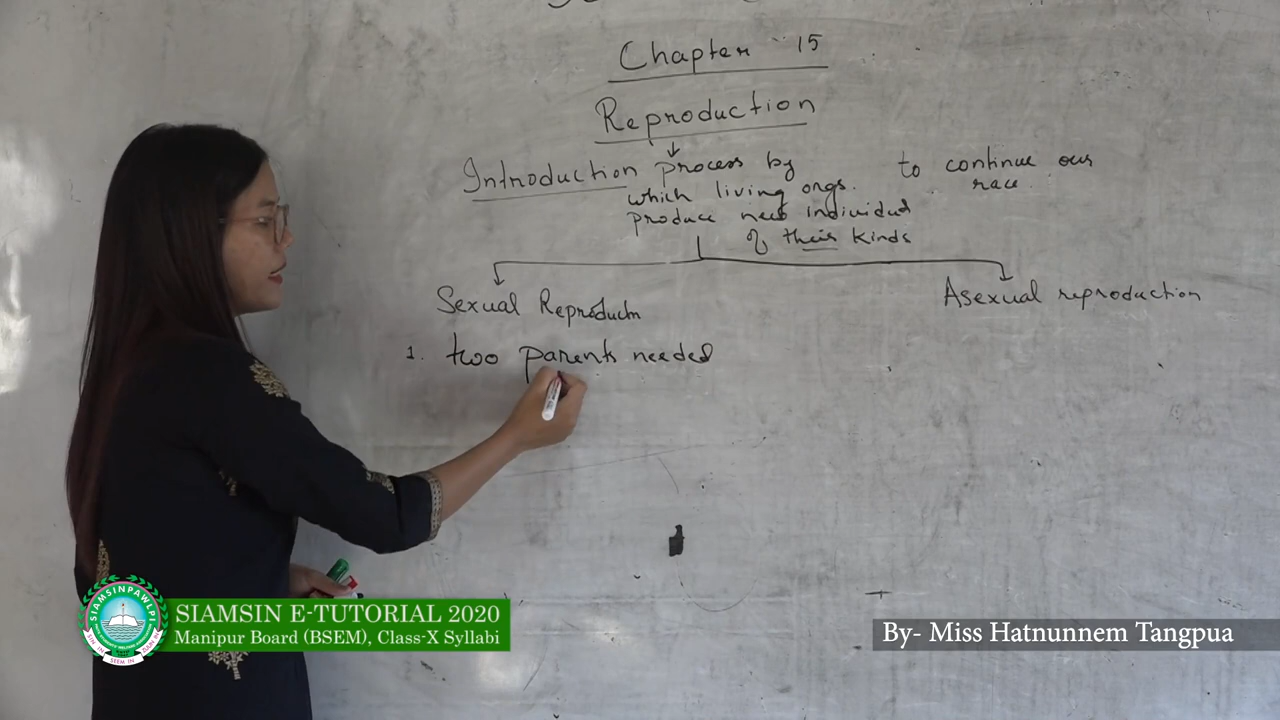 Chapter 15
Reproduction
Introduction process by to continue our
which living orgs. race.
produce new individual
of their kinds
Sexual Reproductn
Asexual reproduction
1. two parents needed
SIAMSINPAWLPI
SIAMSIN E-TUTORIAL 2020
Manipur Board (BSEM), Class-X Syllabi
By- Miss Hatnunnem Tangpua